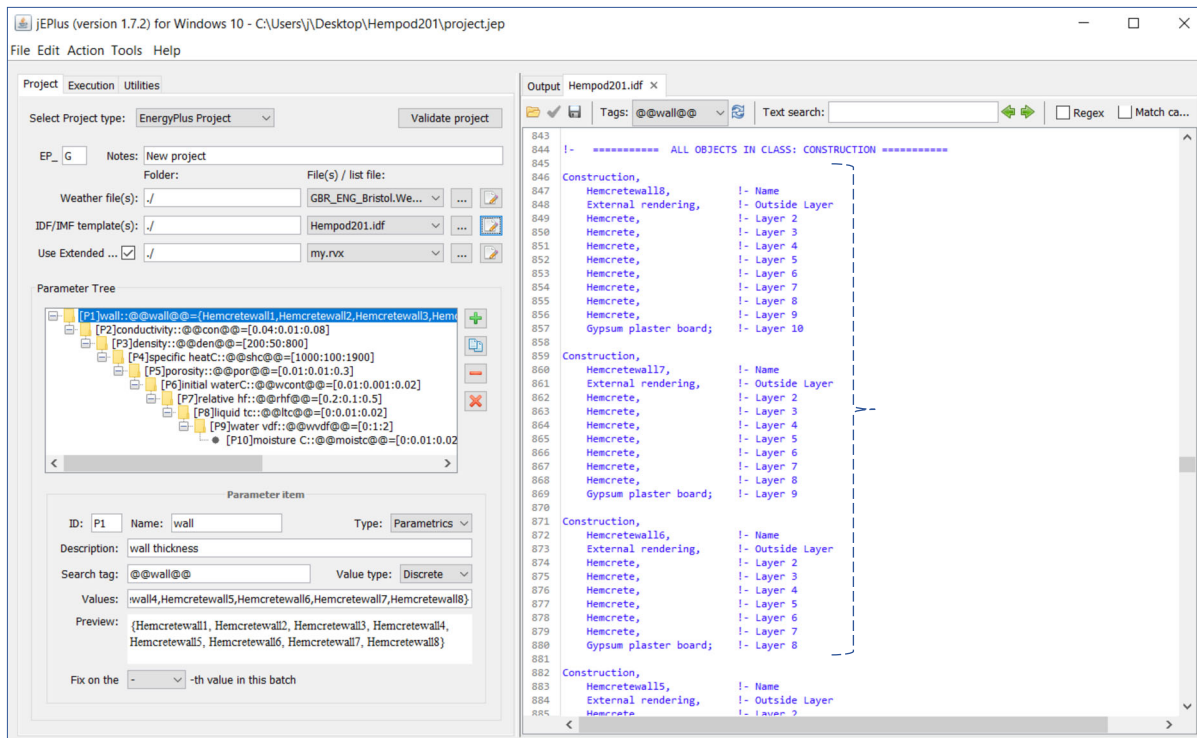 jEPlus (version 1.7.2) for Windows 10 - C:\Users\j\Desktop\Hempod201\project.jep
File Edit Action Tools Help
Project Execution Utilities
Select Project type: EnergyPlus Project Validate project
EP_ G Notes: New project
Folder: File(s) / list file:
Weather file(s): ./ GBR_ENG_Bristol.We... ...
IDF/IMF template(s): ./ Hempod201.idf ...
Use Extended ... ./ my.rvx ...
Parameter Tree
[P1]wall::@@wall@@={Hemcretewall1,Hemcretewall2,Hemcretewall3,Hemc
[P2]conductivity::@@con@@=[0.04:0.01:0.08]
[P3]density::@@den@@=[200:50:800]
[P4]specific heatC::@@shc@@=[1000:100:1900]
[P5]porosity::@@por@@=[0.01:0.01:0.3]
[P6]initial waterC::@@wcont@@=[0.01:0.001:0.02]
[P7]relative hf::@@rhf@@=[0.2:0.1:0.5]
[P8]liquid tc::@@ltc@@=[0:0.01:0.02]
[P9]water vdf::@@wvdf@@=[0:1:2]
[P10]moisture C::@@moistc@@=[0:0.01:0.02
Parameter item
ID: P1 Name: wall Type: Parametrics
Description: wall thickness
Search tag: @@wall@@ Value type: Discrete
Values: wall4,Hemcretewall5,Hemcretewall6,Hemcretewall7,Hemcretewall8}
Preview: {Hemcretewall1, Hemcretewall2, Hemcretewall3, Hemcretewall4,
Hemcretewall5, Hemcretewall6, Hemcretewall7, Hemcretewall8}
Fix on the - -th value in this batch
Output Hempod201.idf
Tags: @@wall@@ Text search: Regex Match ca...
843
844 !- =========== ALL OBJECTS IN CLASS: CONSTRUCTION ===========
845
846 Construction,
847 Hemcretewall8, !- Name
848 External rendering, !- Outside Layer
849 Hemcrete, !- Layer 2
850 Hemcrete, !- Layer 3
851 Hemcrete, !- Layer 4
852 Hemcrete, !- Layer 5
853 Hemcrete, !- Layer 6
854 Hemcrete, !- Layer 7
855 Hemcrete, !- Layer 8
856 Hemcrete, !- Layer 9
857 Gypsum plaster board; !- Layer 10
858
859 Construction,
860 Hemcretewall7, !- Name
861 External rendering, !- Outside Layer
862 Hemcrete, !- Layer 2
863 Hemcrete, !- Layer 3
864 Hemcrete, !- Layer 4
865 Hemcrete, !- Layer 5
866 Hemcrete, !- Layer 6
867 Hemcrete, !- Layer 7
868 Hemcrete, !- Layer 8
869 Gypsum plaster board; !- Layer 9
870
871 Construction,
872 Hemcretewall6, !- Name
873 External rendering, !- Outside Layer
874 Hemcrete, !- Layer 2
875 Hemcrete, !- Layer 3
876 Hemcrete, !- Layer 4
877 Hemcrete, !- Layer 5
878 Hemcrete, !- Layer 6
879 Hemcrete, !- Layer 7
880 Gypsum plaster board; !- Layer 8
881
882 Construction,
883 Hemcretewall5, !- Name
884 External rendering, !- Outside Layer
885 Hemcrete !- Layer 2